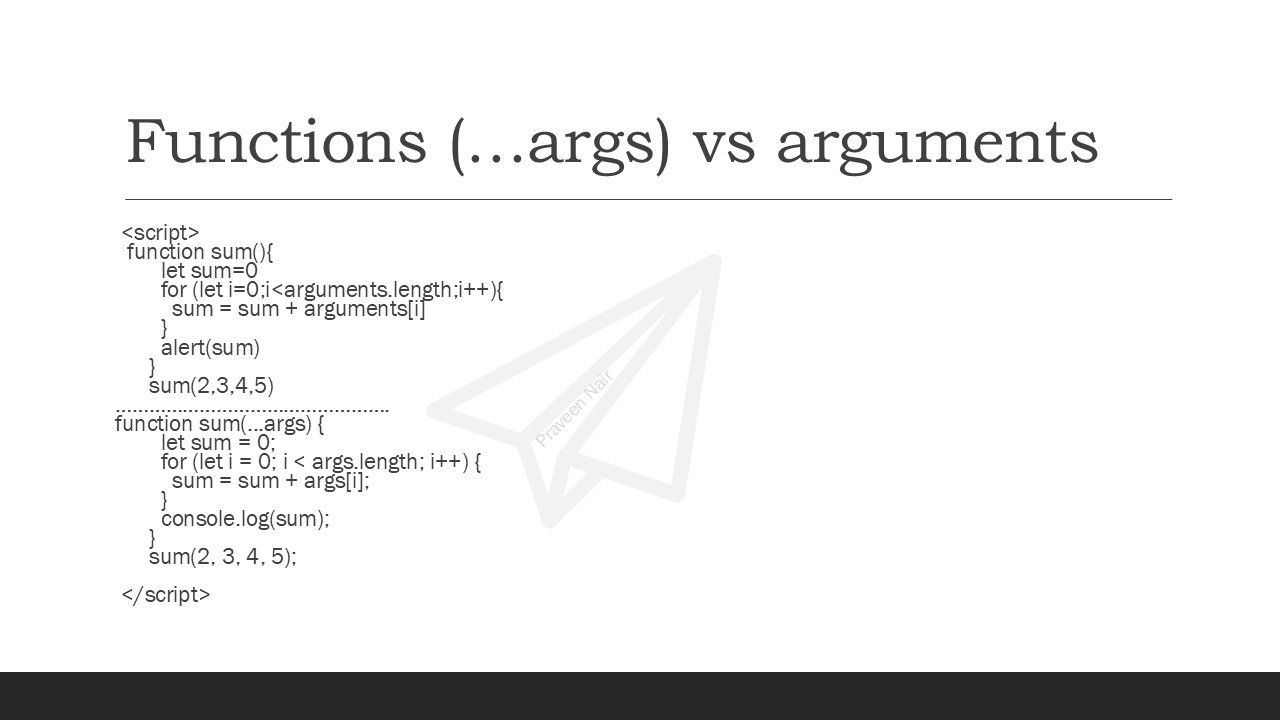 Functions (...args) vs arguments
<script>
function sum(){
let sum=0
for (let i=0;i<arguments.length;i++){
sum = sum + arguments[i]
}
alert(sum)
}
sum(2,3,4,5)
................................................
function sum(...args) {
let sum = 0;
for (let i = 0; i < args.length; i++) {
sum = sum + args[i];
}
console.log(sum);
}
sum(2, 3, 4, 5);
</script>
Praveen Nair